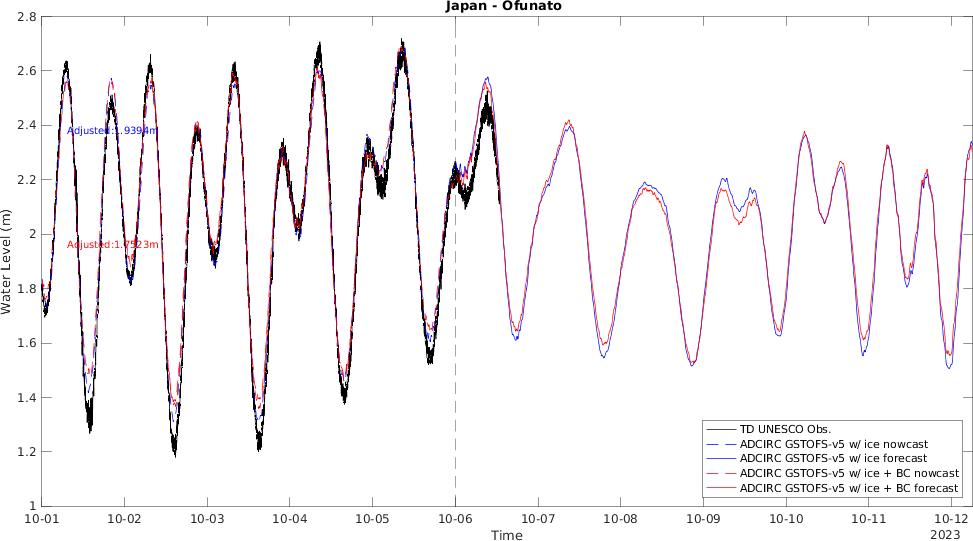 Japan - Ofunato
2.8
2.6
2.4
2.2
2
1.8
1.6
1.4
1.2
1
Water Level (m)
Adjusted:1.9394m
Adjusted:1.7523m
TD UNESCO Obs.
ADCIRC GSTOFS-v5 w/ ice nowcast
ADCIRC GSTOFS-v5 w/ ice forecast
ADCIRC GSTOFS-v5 w/ ice + BC nowcast
ADCIRC GSTOFS-v5 w/ ice + BC forecast
10-01 10-02 10-03 10-04 10-05 10-06 10-07 10-08 10-09 10-10 10-11 10-12
Time
2023